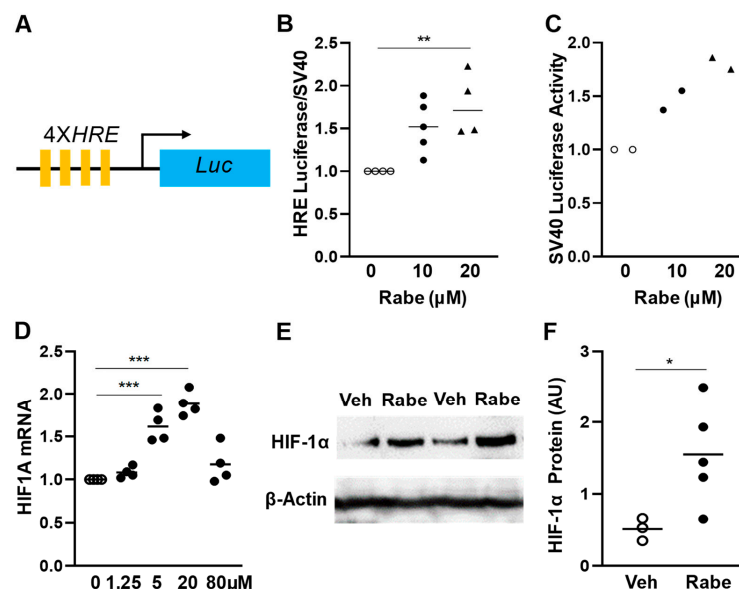 A
4XHRE
Luc
B
**
HRE Luciferase/SV40
2.5
2.0
1.5
1.0
0.5
0.0
0 10 20
Rabe (µM)
C
SV40 Luciferase Activity
2.0
1.5
1.0
0.5
0.0
0 10 20
Rabe (µM)
D
***
***
HIF1A mRNA
2.5
2.0
1.5
1.0
0.5
0.0
0 1.25 5 20 80µM
E
Veh Rabe Veh Rabe
HIF-1α
β-Actin
F
*
HIF-1α Protein (AU)
3
2
1
0
Veh Rabe